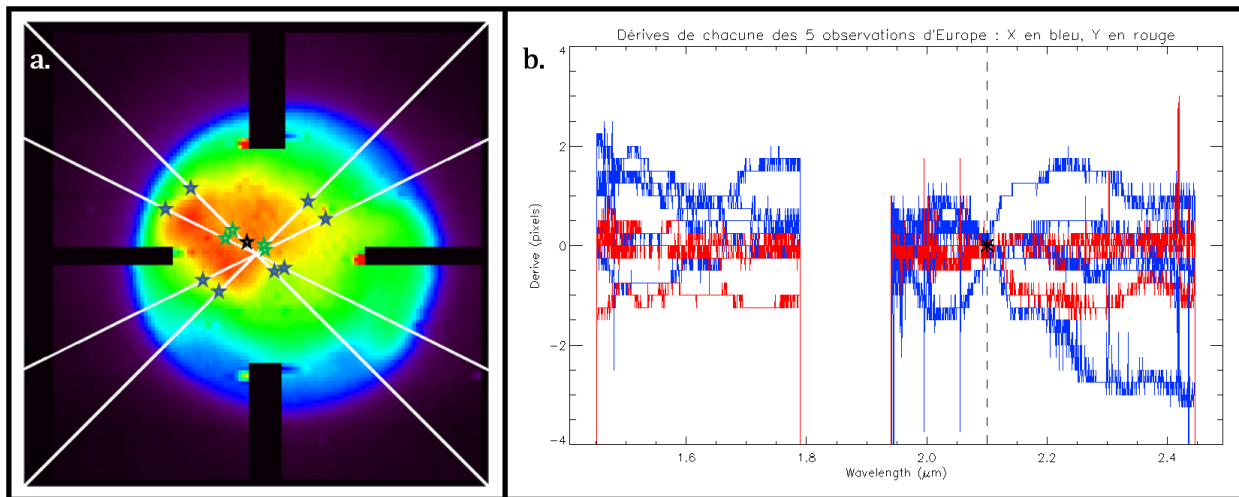 a.
b.
Dérives de chacune des 5 observations d'Europe : X en bleu, Y en rouge
4
2
0
-2
-4
Derive (pixels)
1.6
1.8
2.0
2.2
2.4
Wavelength (μm)